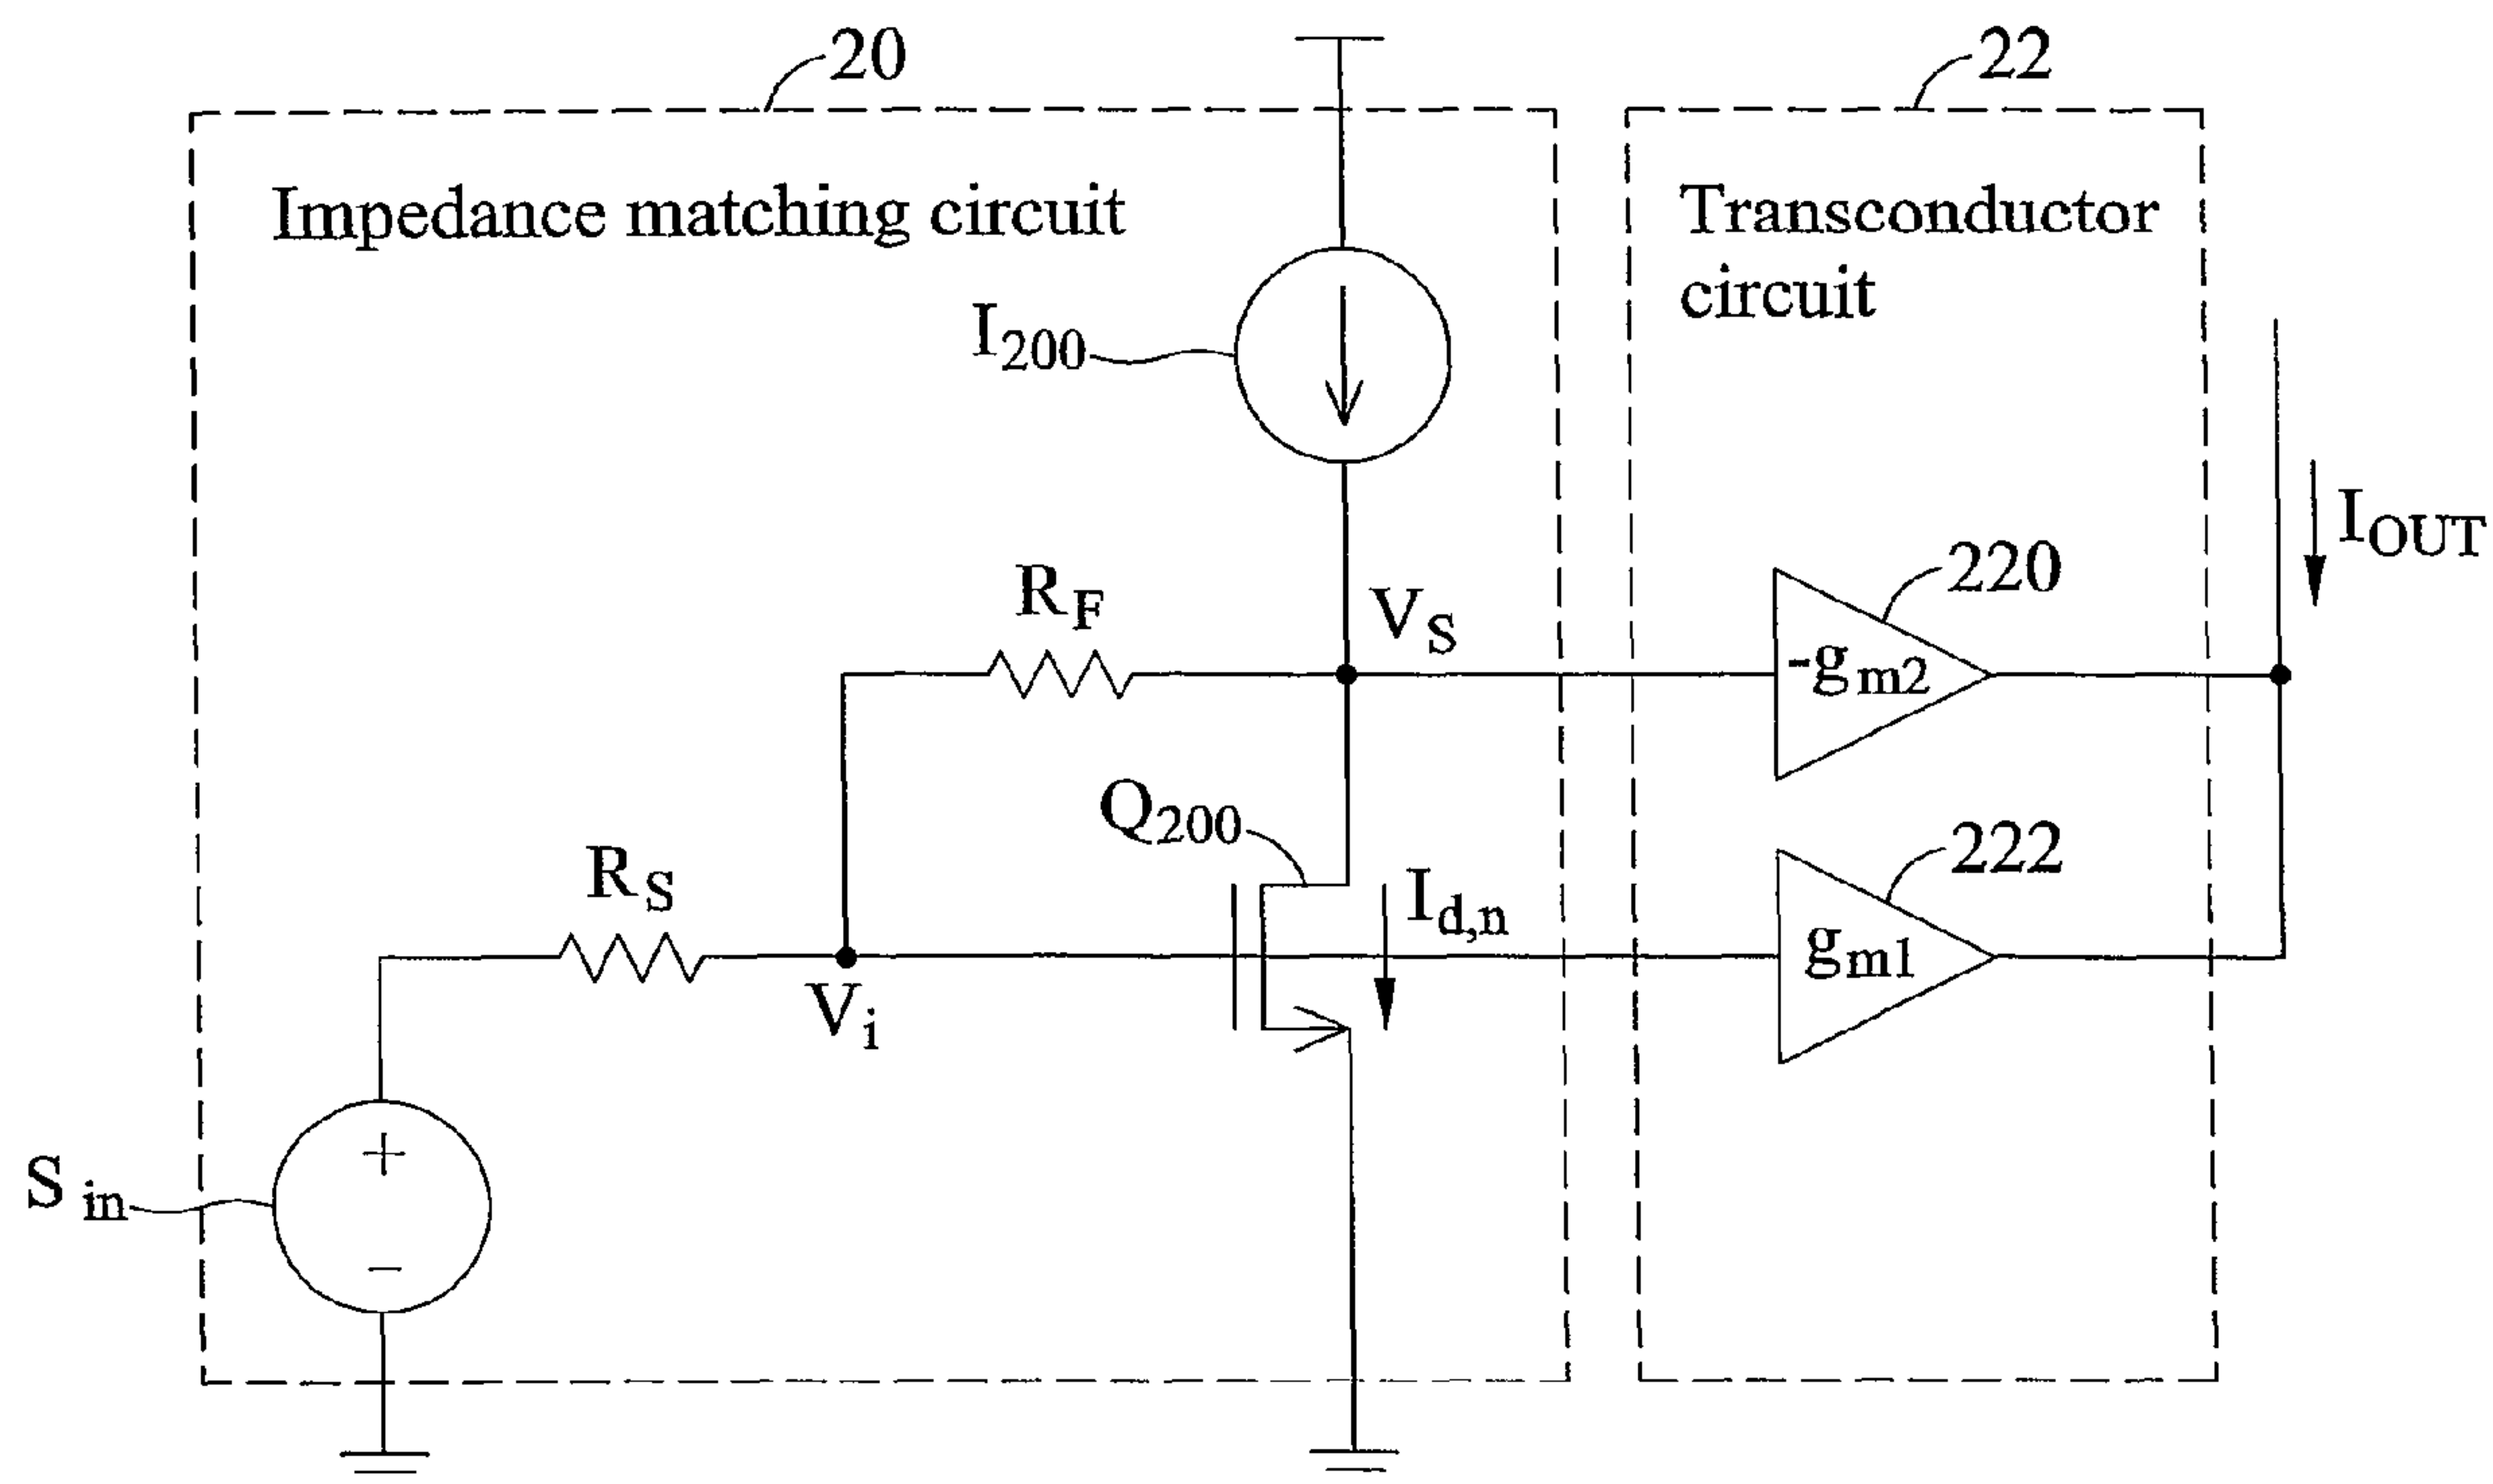 20
22
Impedance matching circuit
Transconductor
circuit
I200
IOUT
RF
VS
220
-gm2
Q200
222
RS
Id,n
gm1
Vi
+
Sin
−